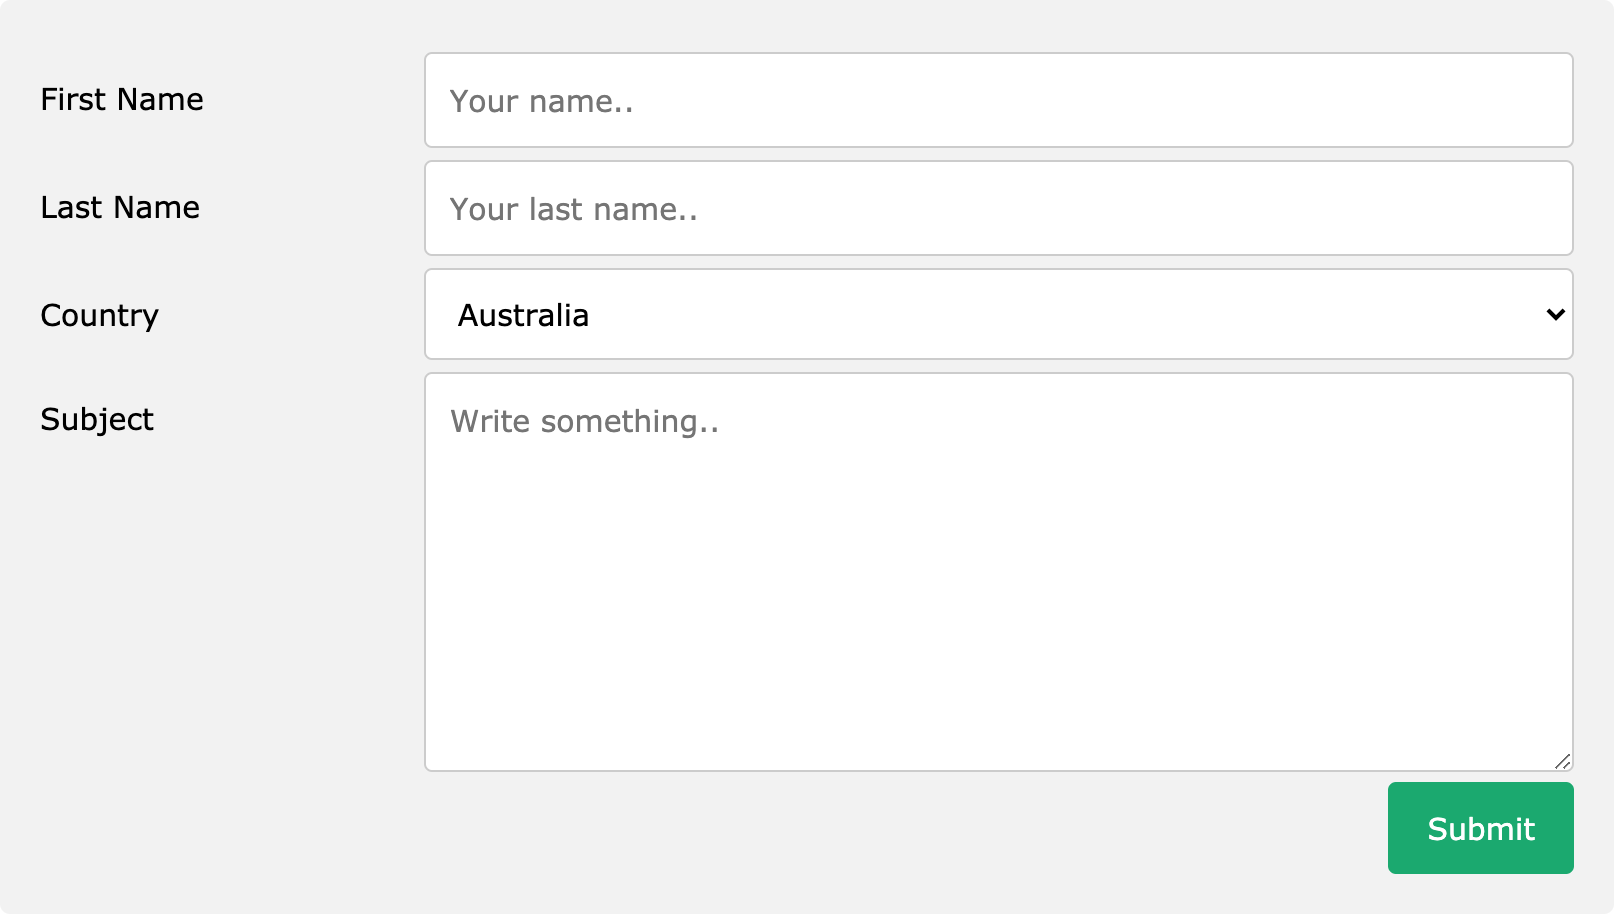 First Name
Your name..
Last Name
Your last name..
Country
Australia
Subject
Write something..
Submit